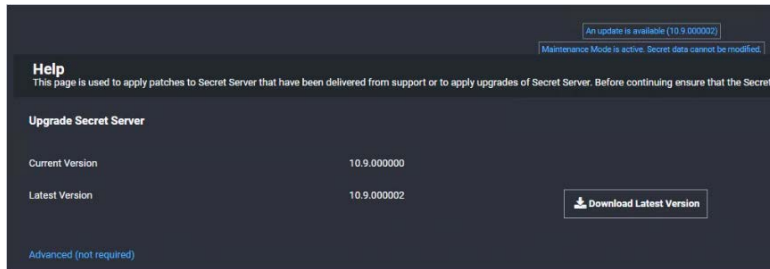 An update is available (10.9.000002)
Maintenance Mode is active. Secret data cannot be modified.
Help
This page is used to apply patches to Secret Server that have been delivered from support or to apply upgrades of Secret Server. Before continuing ensure that the Secret
Upgrade Secret Server
Current Version 10.9.000000
Latest Version 10.9.000002 Download Latest Version
Advanced (not required)